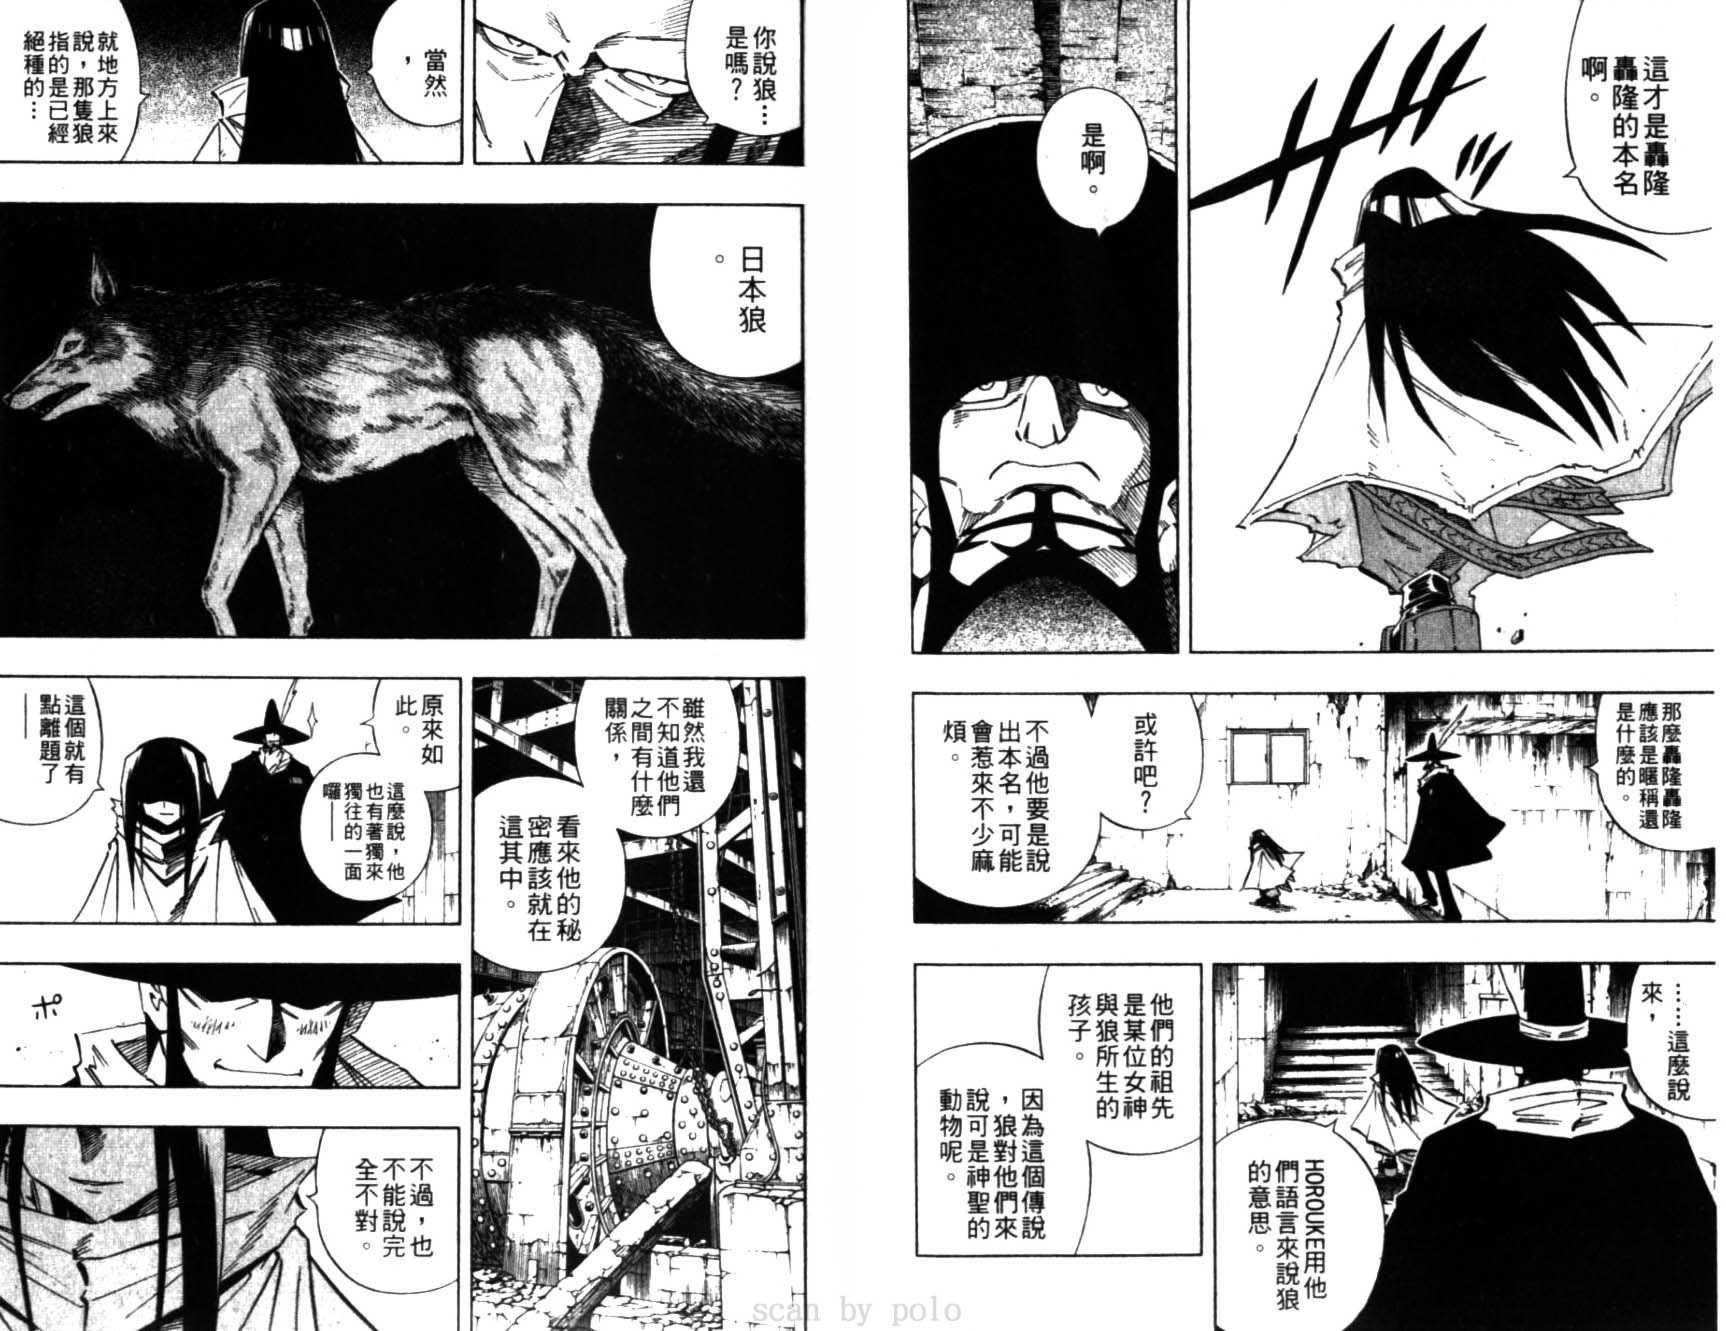 這才是轟隆
轟隆的本名
啊。
是啊。
那麼轟隆轟隆
應該是暱稱還
是什麼的。
或許吧？
不過他要是說
出本名，可能
會惹來不少麻
煩。
……這麼說
來，
HOROUKE用他
們語言來說狼
的意思。
他們的祖先
是某位女神
與狼所生的
孩子。
因為這個傳說
，狼對他們來
說可是神聖的
動物呢。
你說狼…
是嗎？
當然
，
就地方上來
說，那隻狼
指的是已經
絕種的…
日本狼
。
雖然我還
不知道他們
之間有什麼
關係，
看來他的秘
密應該就在
這其中。
原來如
此。
這麼說，他
也有著獨來
獨往的一面
囉——
這個就有
點離題了
——
ポ
不過，也
不能說完
全不對。
scan by polo